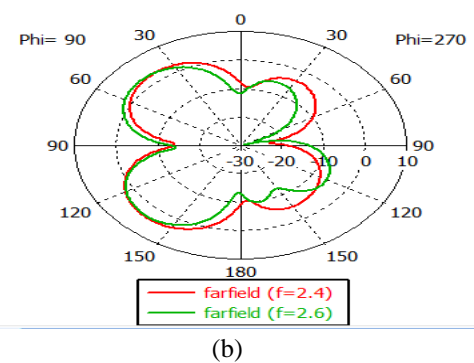 0
Phi= 90 30 30 Phi=270
60 60
90 -30 -20 -10 0 10 90
120 120
150 150
180
farfield (f=2.4)
farfield (f=2.6)
(b)